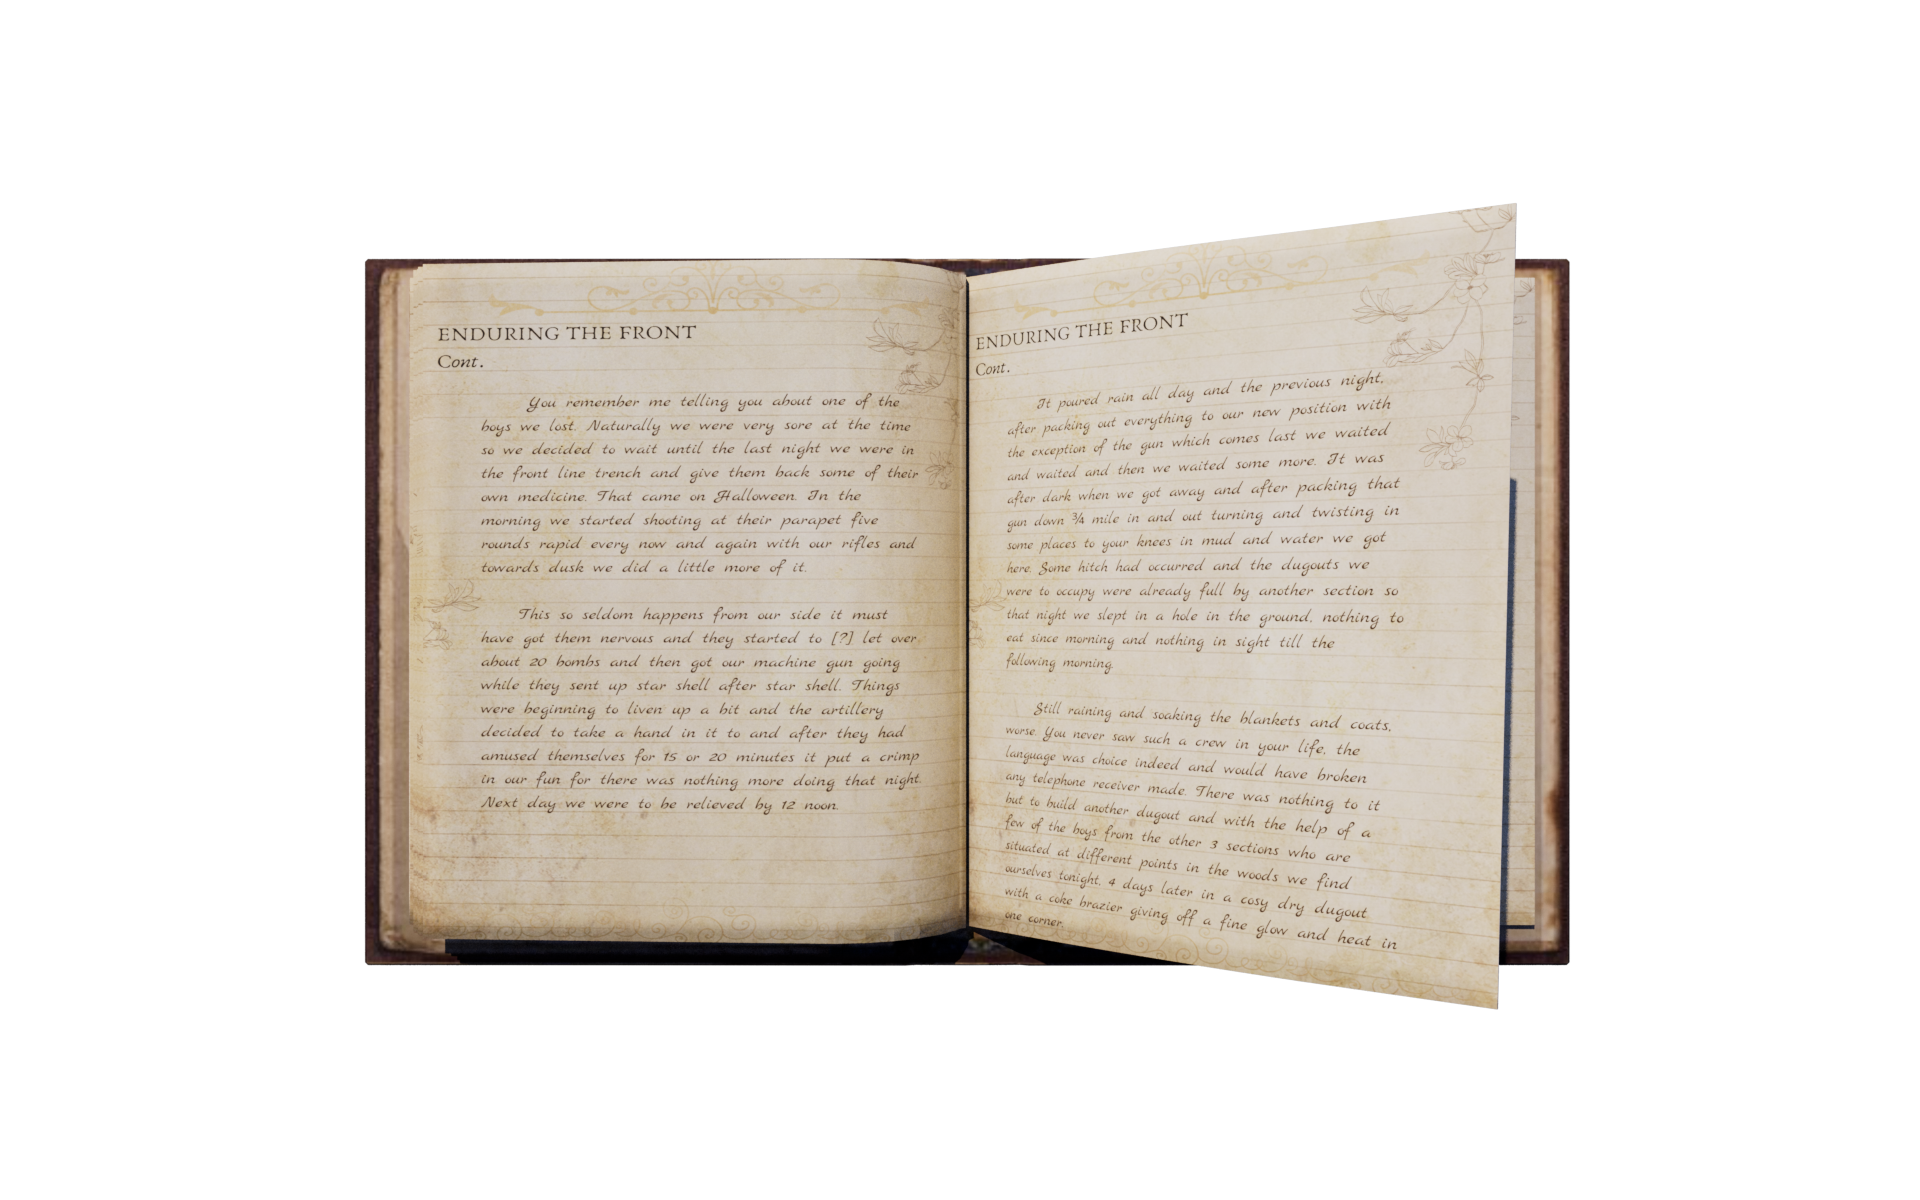 ENDURING THE FRONT
Cont.
You remember me telling you about one of the
boys we lost. Naturally we were very sore at the time
so we decided to wait until the last night we were in
the front line trench and give them back some of their
own medicine. That came on Halloween. In the
morning we started shooting at their parapet five
rounds rapid every now and again with our rifles and
towards dusk we did a little more of it.
This so seldom happens from our side it must
have got them nervous and they started to [?] let over
about 20 bombs and then got our machine gun going
while they sent up star shell after star shell. Things
were beginning to liven up a bit and the artillery
decided to take a hand in it to and after they had
amused themselves for 15 or 20 minutes it put a crimp
in our fun for there was nothing more doing that night.
Next day we were to be relieved by 12 noon.
ENDURING THE FRONT
Cont.
It poured rain all day and the previous night,
after packing out everything to our new position with
the exception of the gun which comes last we waited
and waited and then we waited some more. It was
after dark when we got away and after packing that
gun down ¾ mile in and out turning and twisting in
some places to your knees in mud and water we got
here. Some hitch had occurred and the dugouts we
were to occupy were already full by another section so
that night we slept in a hole in the ground, nothing to
eat since morning and nothing in sight till the
following morning.
Still raining and soaking the blankets and coats,
worse. You never saw such a crew in your life, the
language was choice indeed and would have broken
any telephone receiver made. There was nothing to it
but to build another dugout and with the help of a
few of the boys from the other 3 sections who are
situated at different points in the woods we find
ourselves tonight, 4 days later in a cosy dry dugout
with a coke brazier giving off a fine glow and heat in
one corner.